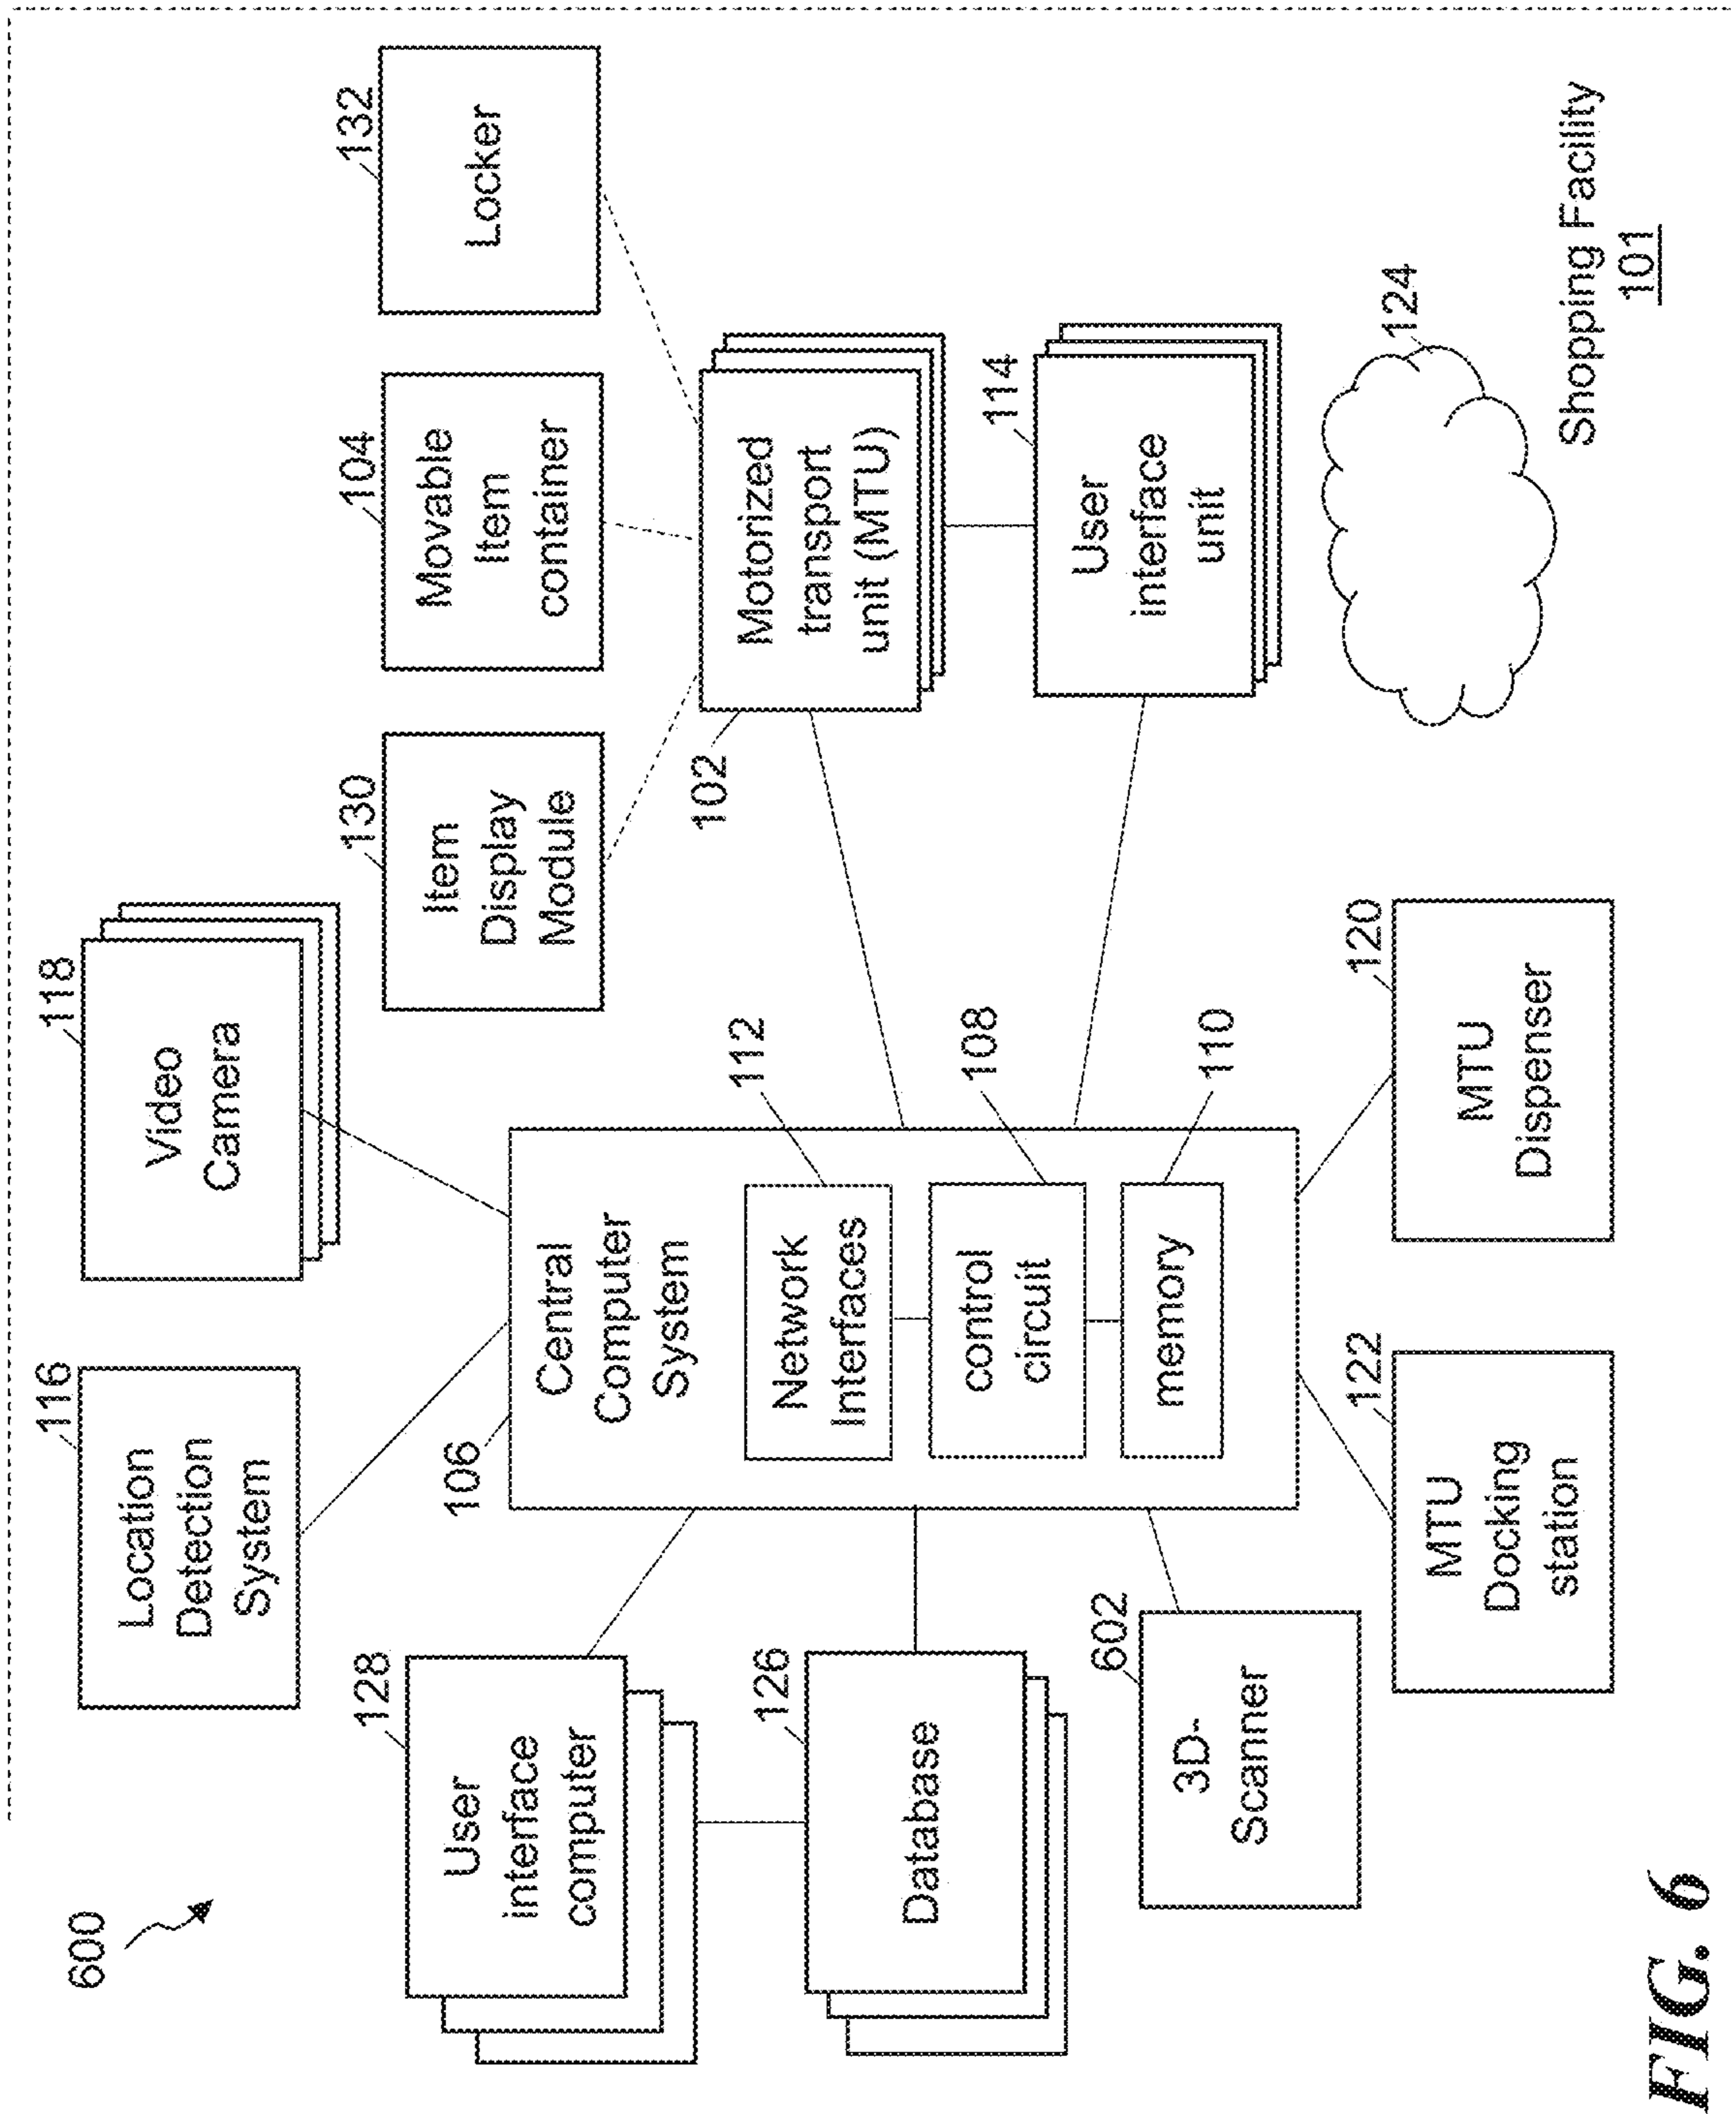 600
116
Location
Detection
System
118
Video
Camera
128
User
interface
computer
106
Central
Computer
System
130
Item
Display
Module
104
Movable
Item
container
132
Locker
126
Database
Network
Interfaces
112
control
circuit
108
memory
110
102
Motorized
transport
unit (MTU)
114
User
interface
unit
602
3D-
Scanner
122
MTU
Docking
station
120
MTU
Dispenser
124
Shopping Facility
101
FIG. 6